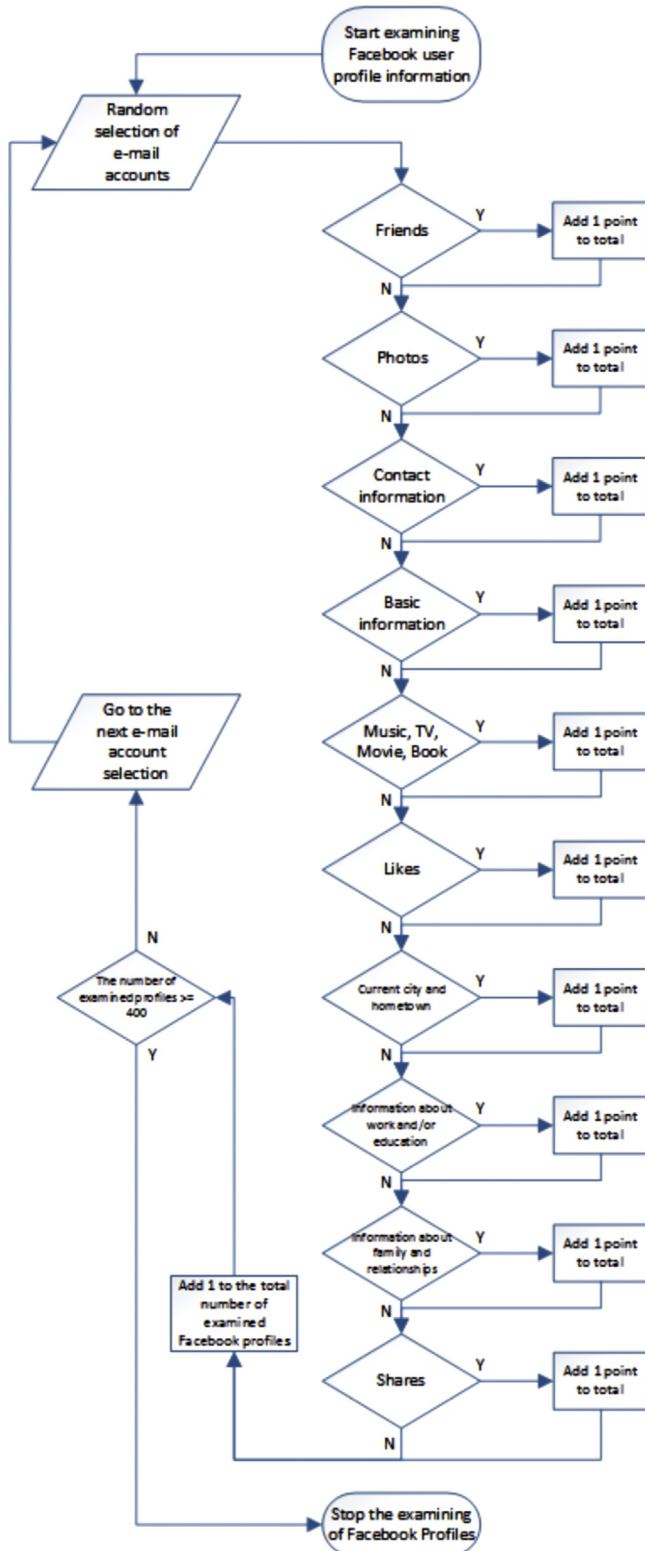 Start examining
Facebook user
profile information
Random
selection of
e-mail
accounts
Friends
Y
Add 1 point
to total
N
Photos
Y
Add 1 point
to total
N
Contact
information
Y
Add 1 point
to total
N
Basic
information
Y
Add 1 point
to total
N
Music, TV,
Movie, Book
Y
Add 1 point
to total
N
Likes
Y
Add 1 point
to total
N
Current city and
hometown
Y
Add 1 point
to total
N
Information about
work and/or
education
Y
Add 1 point
to total
N
Information about
family and
relationships
Y
Add 1 point
to total
N
Shares
Y
Add 1 point
to total
N
Add 1 to the total
number of
examined
Facebook profiles
The number of
examined profiles >=
400
N
Y
Go to the
next e-mail
account
selection
Stop the examining
of Facebook Profiles